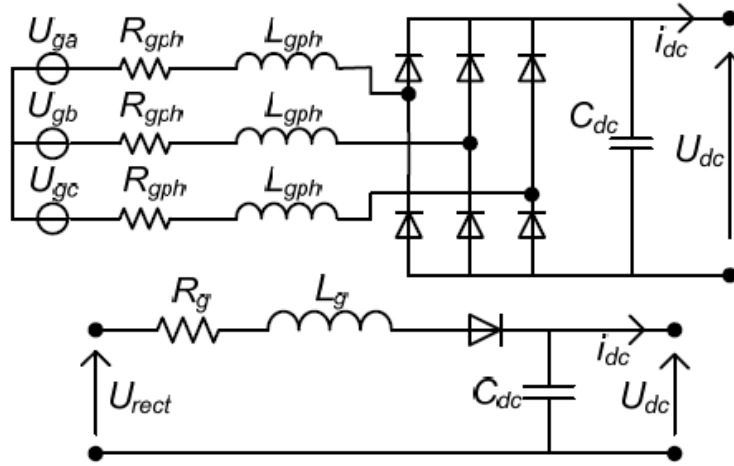 Uga Rgph Lgph
idc
Ugb Rgph Lgph
Cdc Udc
Ugc Rgph Lgph
Rg Lg
idc
Urect Cdc Udc